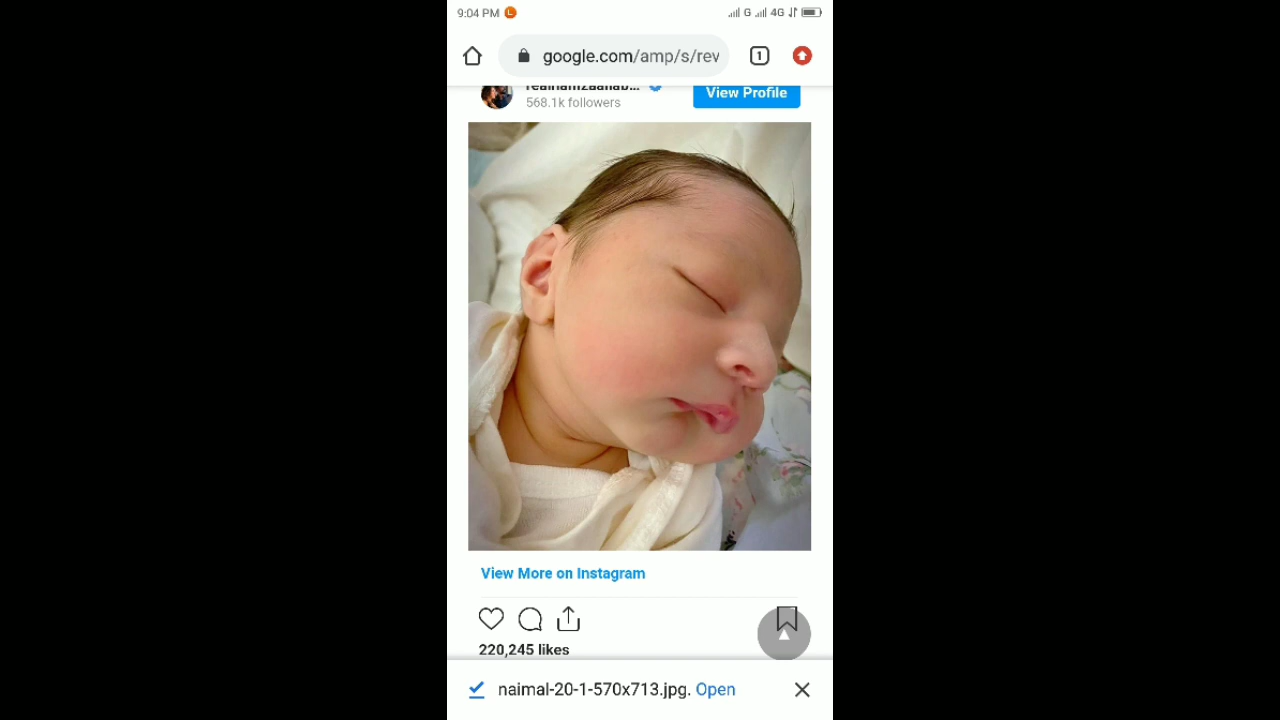 9:04 PM
G 4G
google.com/amp/s/rev
1
568.1k followers
View Profile
View More on Instagram
220,245 likes
naimal-20-1-570x713.jpg. Open